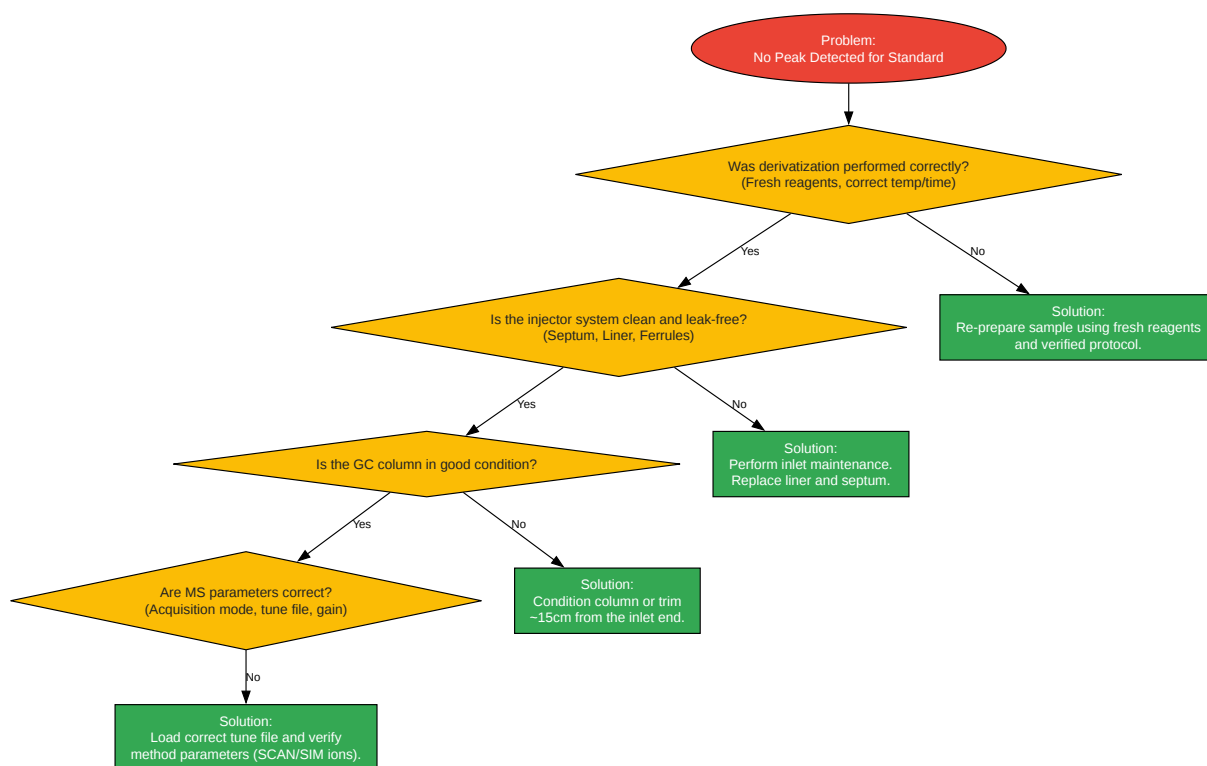 Problem:
No Peak Detected for Standard
Was derivatization performed correctly?
(Fresh reagents, correct temp/time)
Yes
No
Is the injector system clean and leak-free?
(Septum, Liner, Ferrules)
Solution:
Re-prepare sample using fresh reagents
and verified protocol.
Yes
No
Is the GC column in good condition?
Solution:
Perform inlet maintenance.
Replace liner and septum.
Yes
No
Are MS parameters correct?
(Acquisition mode, tune file, gain)
Solution:
Condition column or trim
~15cm from the inlet end.
No
Solution:
Load correct tune file and verify
method parameters (SCAN/SIM ions).